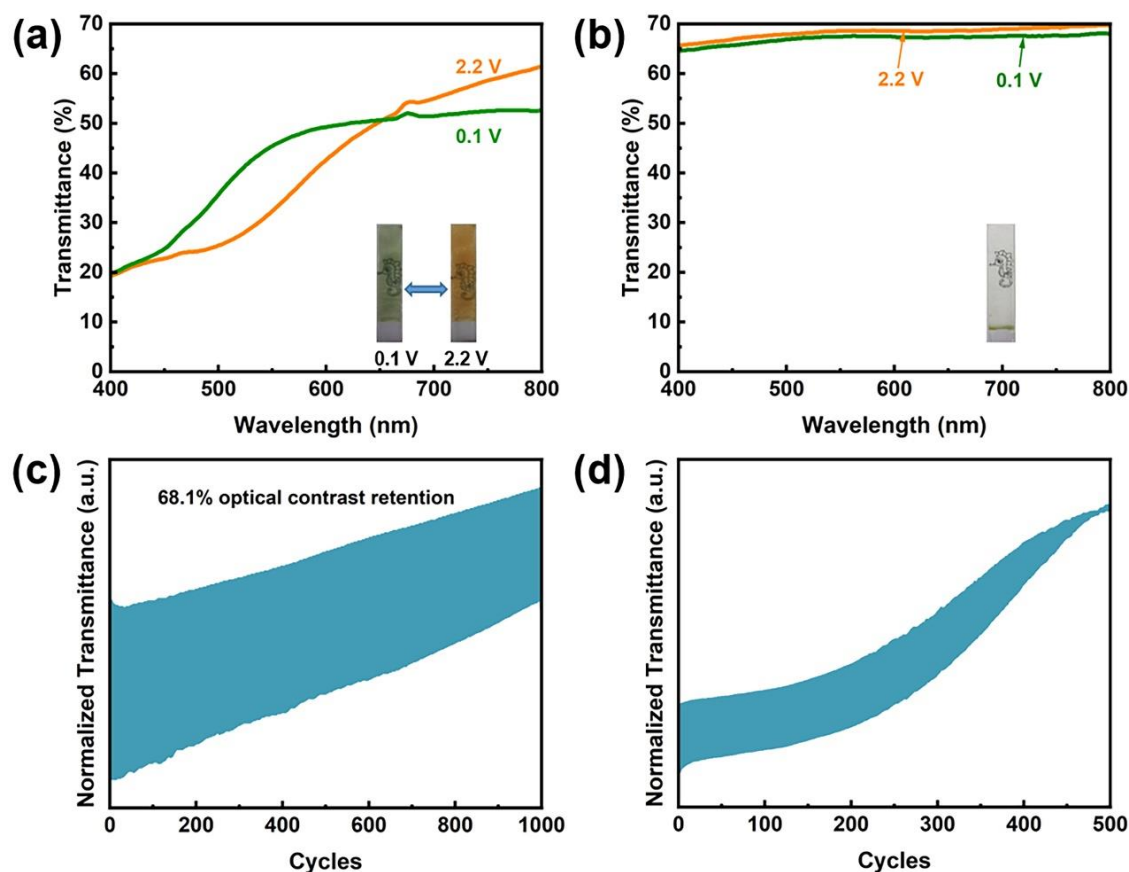 (a)
70
60
50
40
30
20
10
0
Transmittance (%)
2.2 V
0.1 V
0.1 V 2.2 V
400 500 600 700 800
Wavelength (nm)
(b)
70
60
50
40
30
20
10
0
Transmittance (%)
2.2 V
0.1 V
400 500 600 700 800
Wavelength (nm)
(c)
Normalized Transmittance (a.u.)
68.1% optical contrast retention
0 200 400 600 800 1000
Cycles
(d)
Normalized Transmittance (a.u.)
0 100 200 300 400 500
Cycles